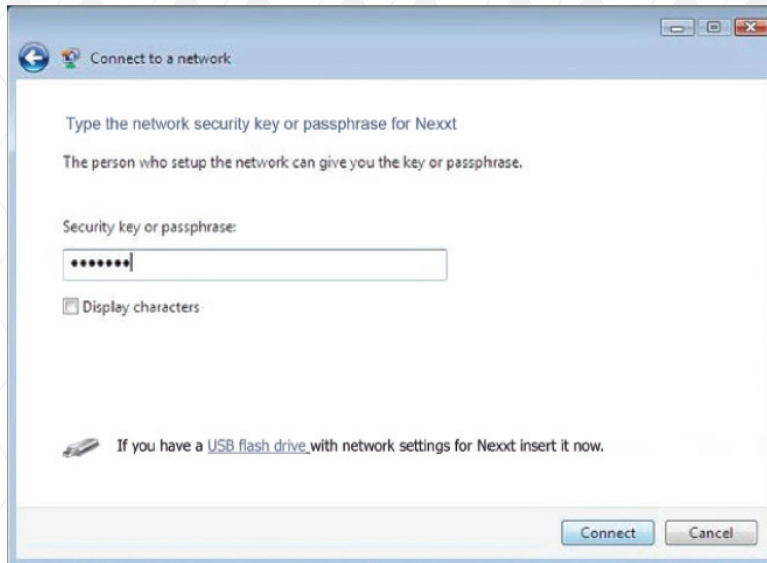 Connect to a network
Type the network security key or passphrase for Nexxt
The person who setup the network can give you the key or passphrase.
Security key or passphrase:
•••••••
Display characters
If you have a USB flash drive with network settings for Nexxt insert it now.
Connect Cancel